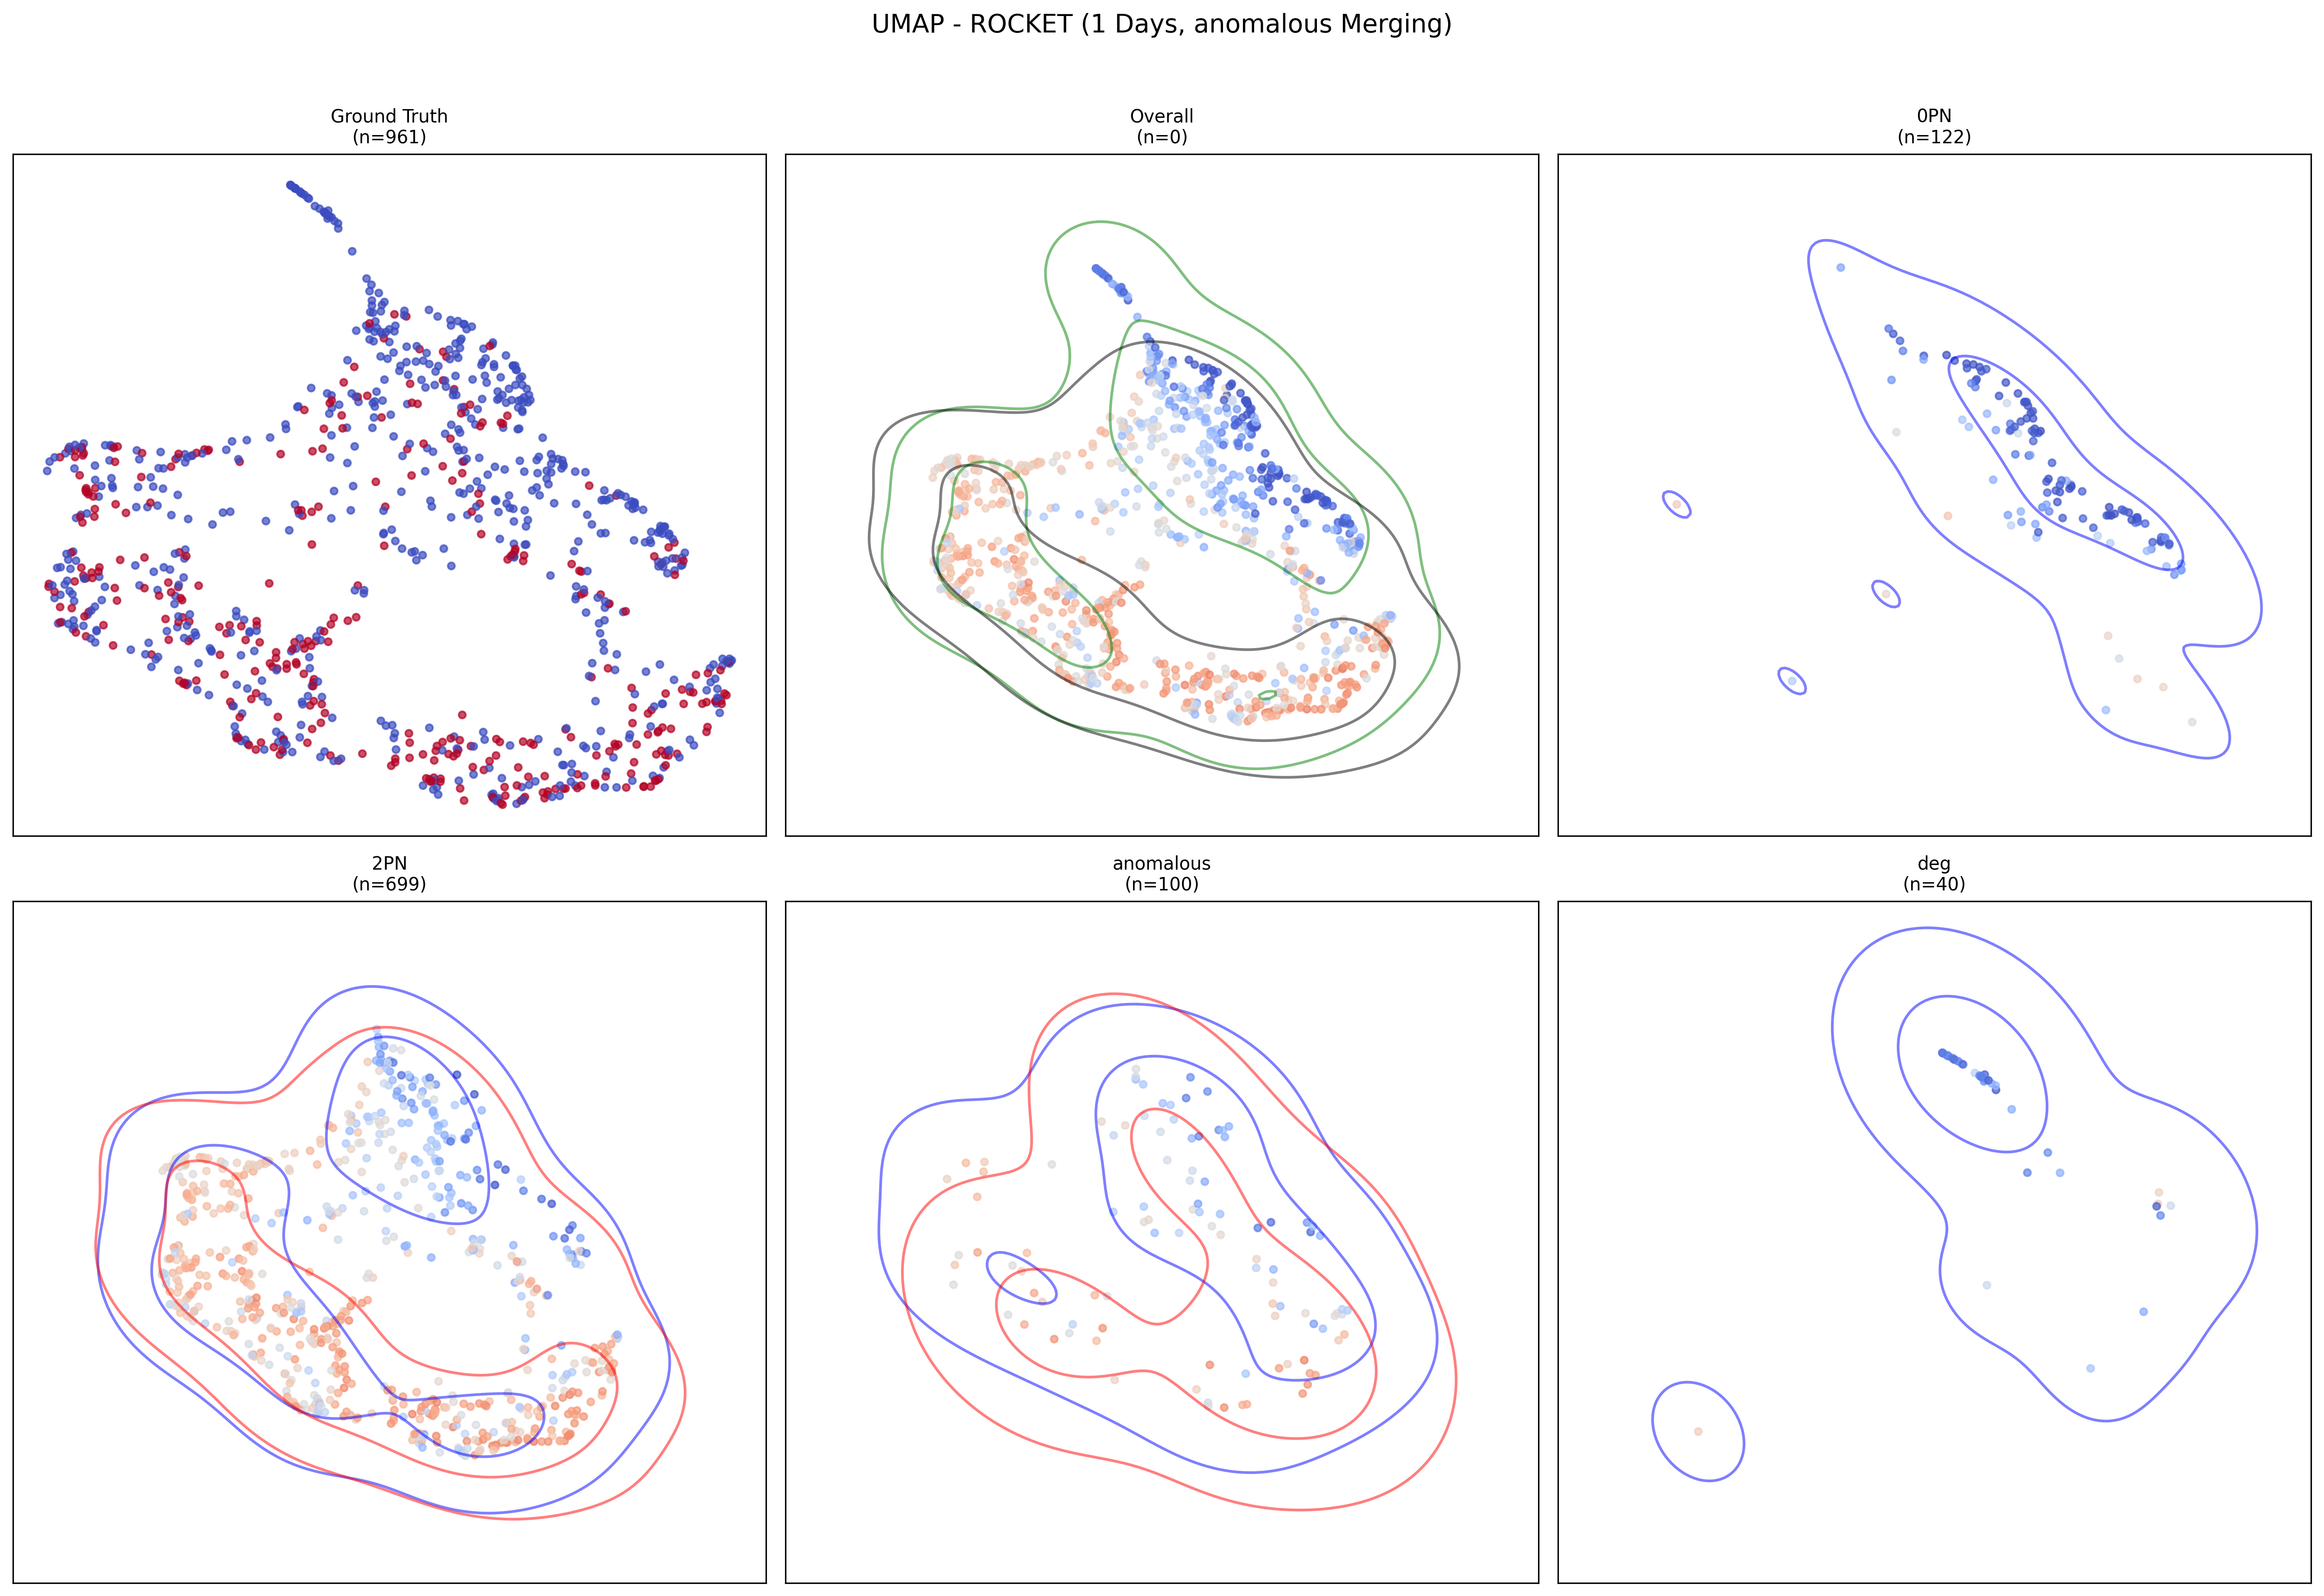 UMAP - ROCKET (1 Days, anomalous Merging)
Ground Truth
(n=961)
Overall
(n=0)
0PN
(n=122)
2PN
(n=699)
anomalous
(n=100)
deg
(n=40)